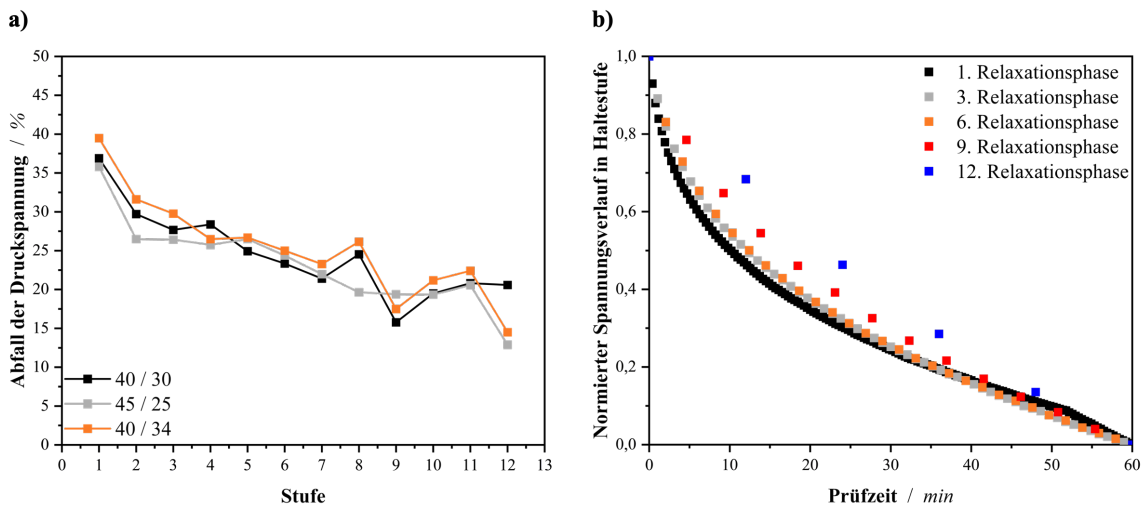 a)
50
45
40
35
30
25
20
15
10
5
0
Abfall der Druckspannung / %
40 / 30
45 / 25
40 / 34
0 1 2 3 4 5 6 7 8 9 10 11 12 13
Stufe
b)
1,0
0,8
0,6
0,4
0,2
0,0
Normierter Spannungsverlauf in Haltestufe
1. Relaxationsphase
3. Relaxationsphase
6. Relaxationsphase
9. Relaxationsphase
12. Relaxationsphase
0 10 20 30 40 50 60
Prüfzeit / min